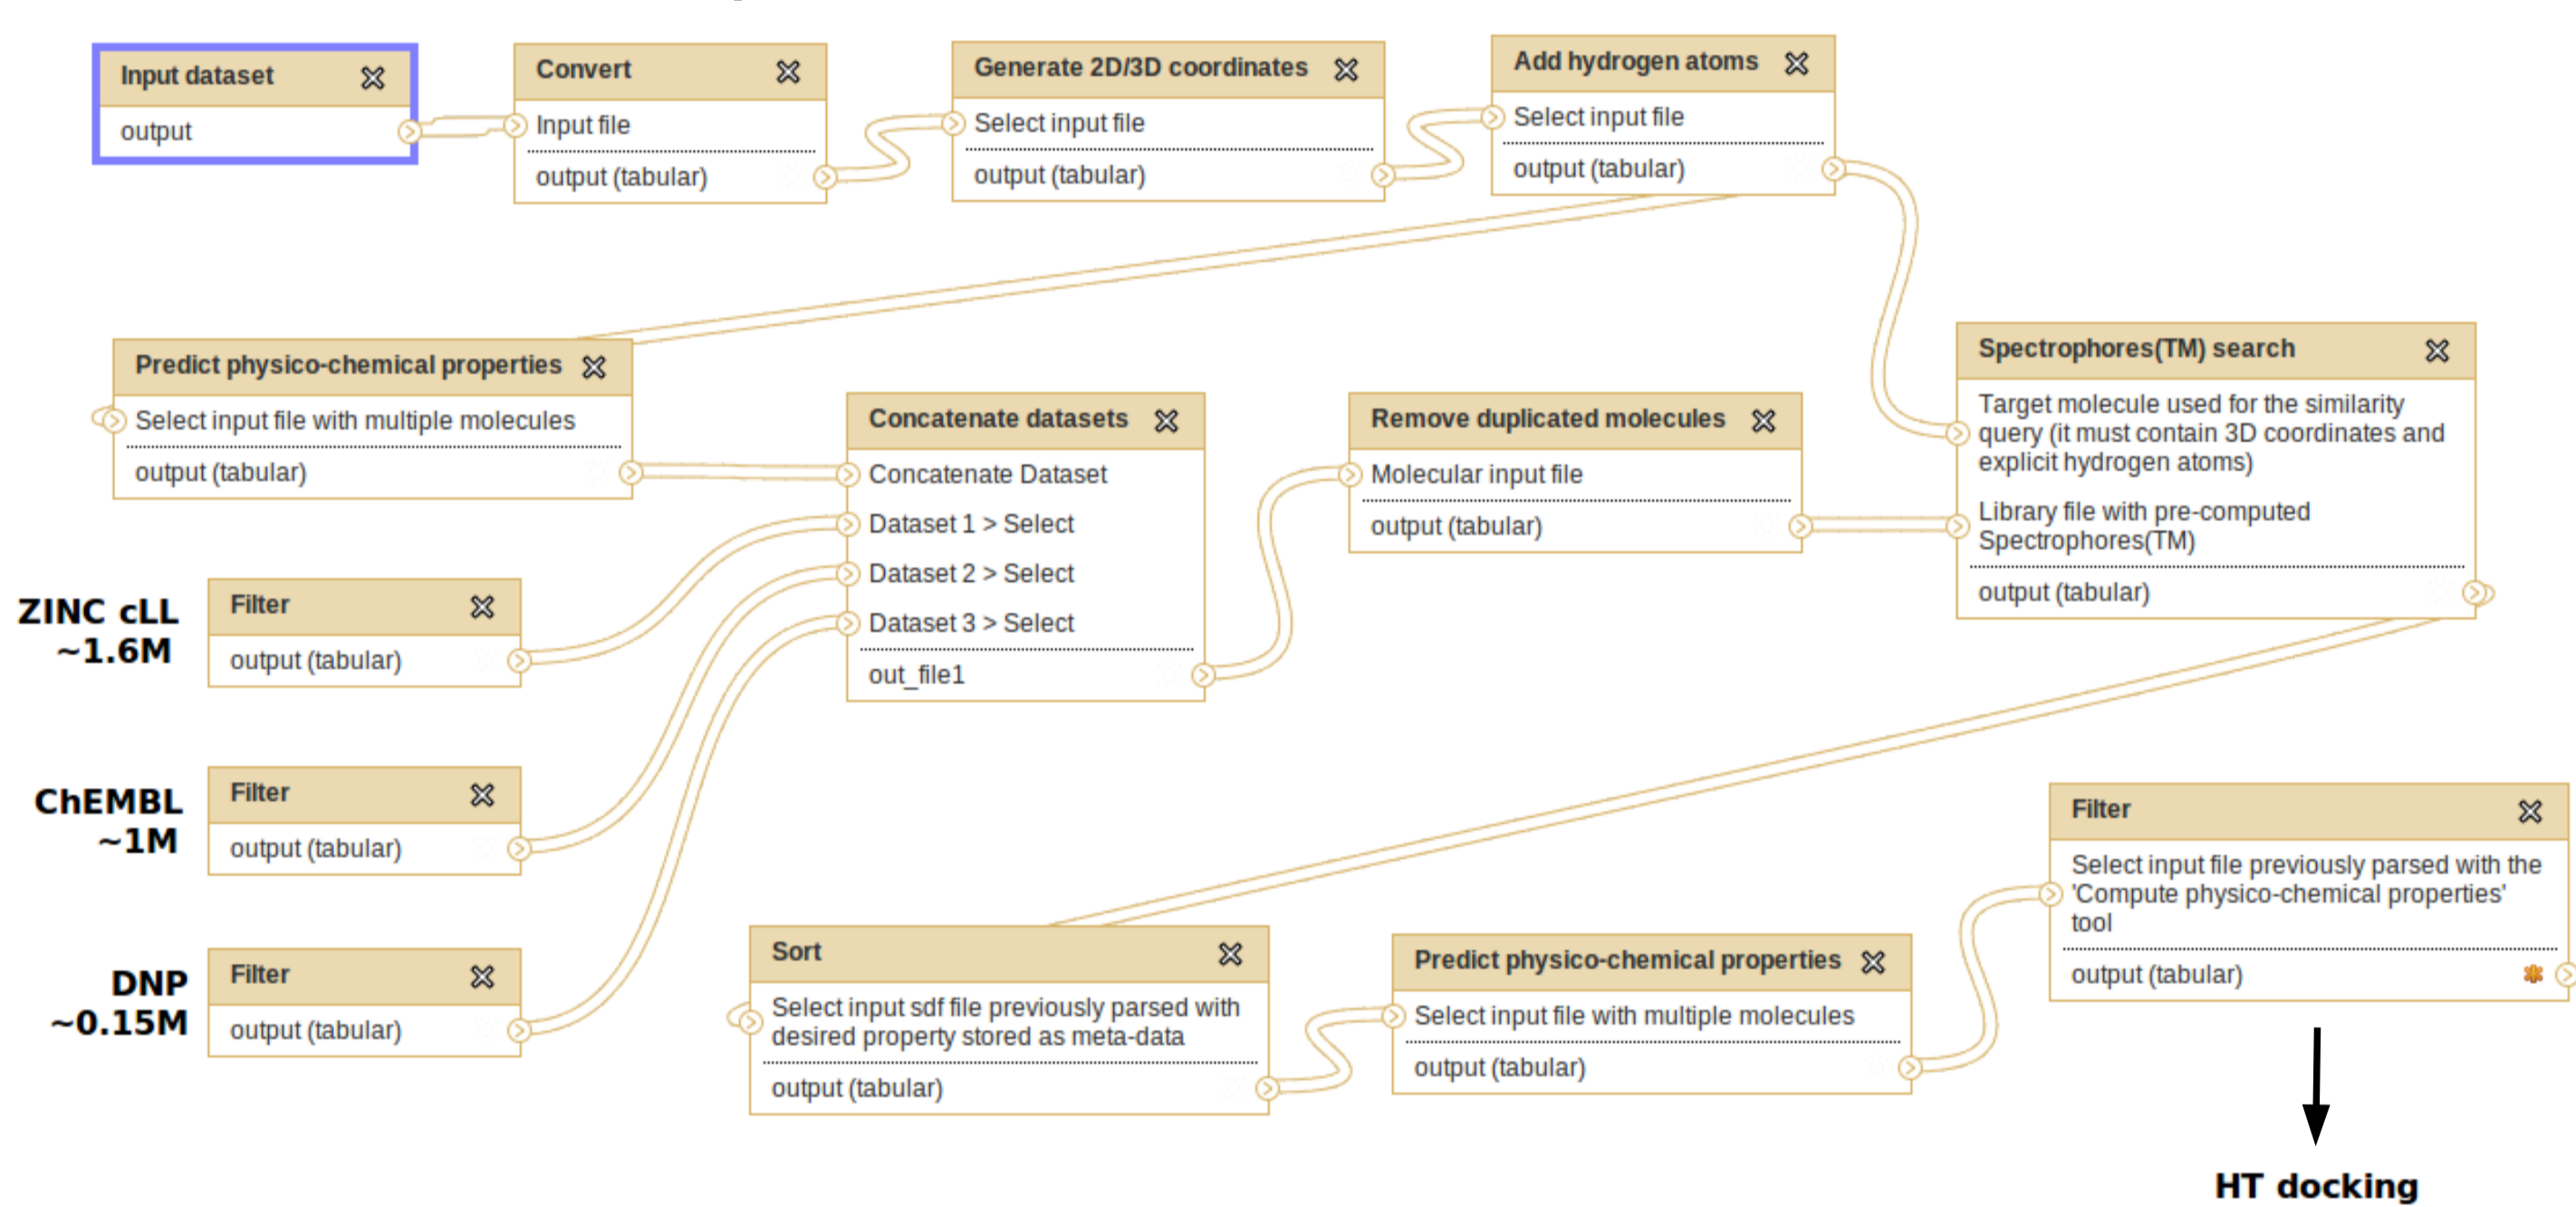 Input dataset
output
Convert
Input file
output (tabular)
Generate 2D/3D coordinates
Select input file
output (tabular)
Add hydrogen atoms
Select input file
output (tabular)
Predict physico-chemical properties
Select input file with multiple molecules
output (tabular)
Concatenate datasets
Concatenate Dataset
Dataset 1 > Select
Dataset 2 > Select
Dataset 3 > Select
out_file1
Remove duplicated molecules
Molecular input file
output (tabular)
Spectrophores(TM) search
Target molecule used for the similarity
query (it must contain 3D coordinates and
explicit hydrogen atoms)
Library file with pre-computed
Spectrophores(TM)
output (tabular)
ZINC cLL
~1.6M
Filter
output (tabular)
ChEMBL
~1M
Filter
output (tabular)
DNP
~0.15M
Filter
output (tabular)
Sort
Select input sdf file previously parsed with
desired property stored as meta-data
output (tabular)
Predict physico-chemical properties
Select input file with multiple molecules
output (tabular)
Filter
Select input file previously parsed with the
'Compute physico-chemical properties'
tool
output (tabular)
HT docking